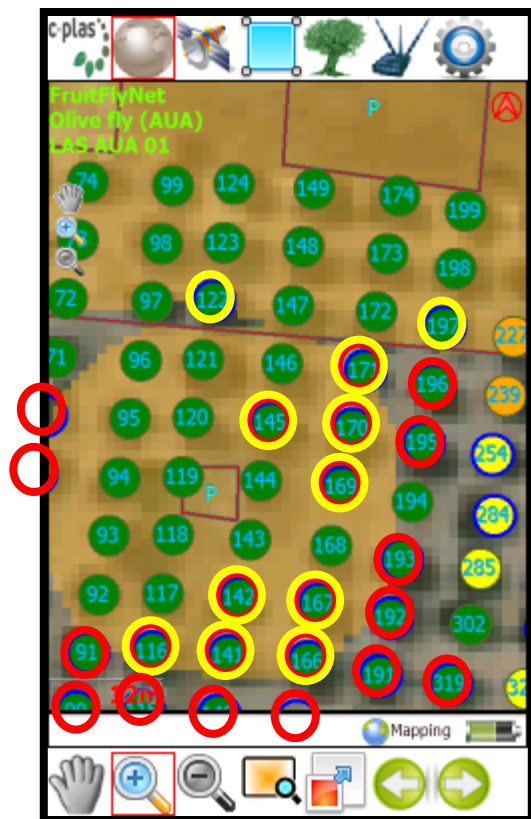 c-plas
FruitFlyNet
Olive fly (AUA)
LAS AUA 01
P
74 99 124 149 174 199
98 123 148 173 198
72 97 122 147 172 197 227
71 96 121 146 171 196 239
95 120 145 170 195 254
94 119 P 144 169 194 284
93 118 143 168 193 285
92 117 142 167 192 302
91 116 141 166 191 319
12m
Mapping